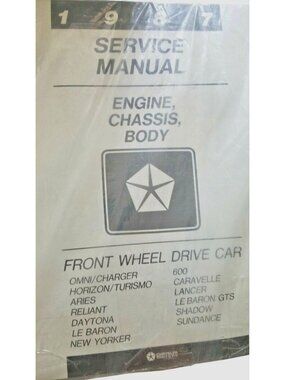 1 9 8 7
SERVICE
MANUAL
ENGINE,
CHASSIS,
BODY
FRONT WHEEL DRIVE CAR
OMNI/CHARGER
HORIZON/TURISMO
ARIES
RELIANT
DAYTONA
LE BARON
NEW YORKER
600
CARAVELLE
LANCER
LE BARON GTS
SHADOW
SUNDANCE